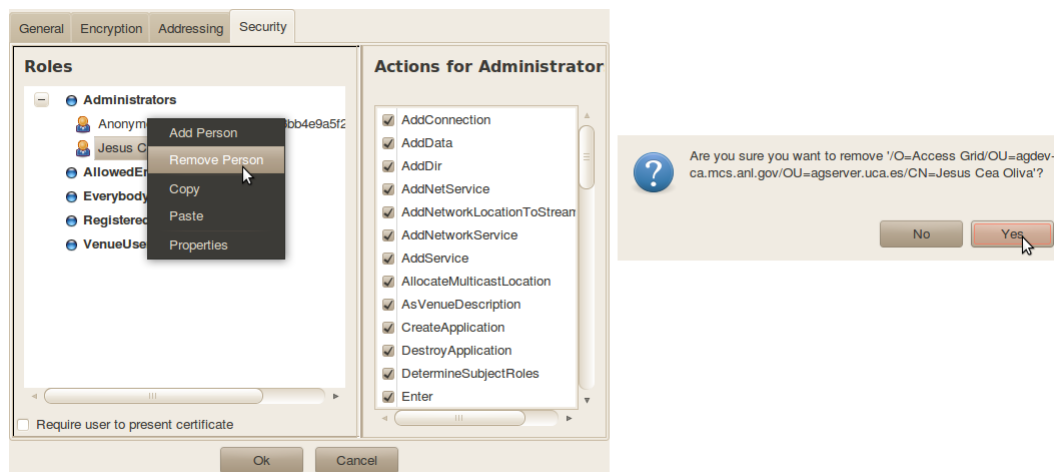 General Encryption Addressing Security
Roles
Administrators
Anonym bb4e9a5f2
Jesus C
AllowedEn
Everybody
Registered
VenueUse
Add Person
Remove Person
Copy
Paste
Properties
Require user to present certificate
Actions for Administrator
AddConnection
AddData
AddDir
AddNetService
AddNetworkLocationToStream
AddNetworkService
AddService
AllocateMulticastLocation
AsVenueDescription
CreateApplication
DestroyApplication
DetermineSubjectRoles
Enter
Ok Cancel
Are you sure you want to remove '/O=Access Grid/OU=agdev-
ca.mcs.anl.gov/OU=agserver.uca.es/CN=Jesus Cea Oliva'?
No Yes